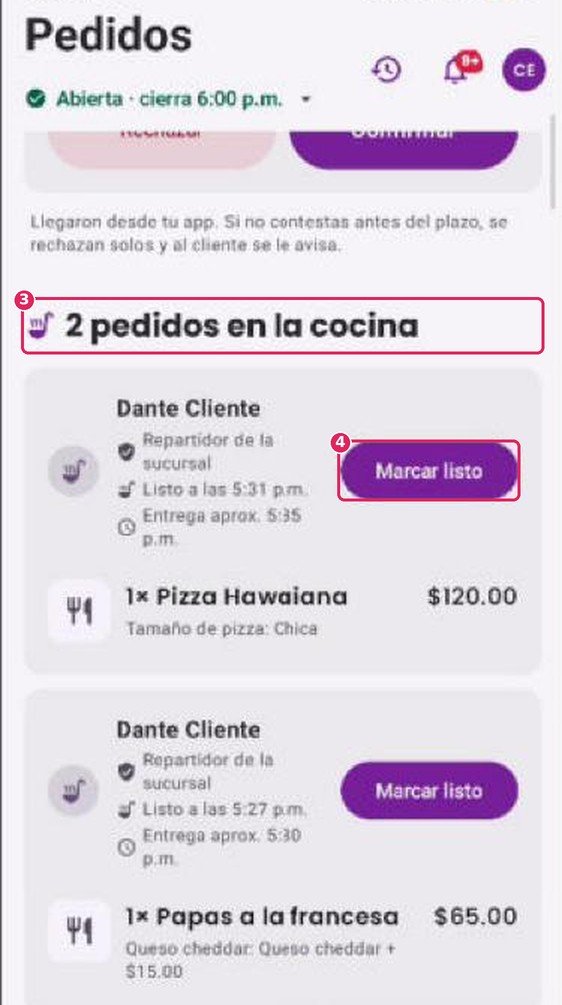 Pedidos
9+
CE
Abierta · cierra 6:00 p.m.
Rechazar
Confirmar
Llegaron desde tu app. Si no contestas antes del plazo, se
rechazan solos y al cliente se le avisa.
3
2 pedidos en la cocina
Dante Cliente
Repartidor de la
sucursal
4
Marcar listo
Listo a las 5:31 p.m.
Entrega aprox. 5:35
p.m.
1× Pizza Hawaiana
$120.00
Tamaño de pizza: Chica
Dante Cliente
Repartidor de la
sucursal
Marcar listo
Listo a las 5:27 p.m.
Entrega aprox. 5:30
p.m.
1× Papas a la francesa
$65.00
Queso cheddar: Queso cheddar +
$15.00